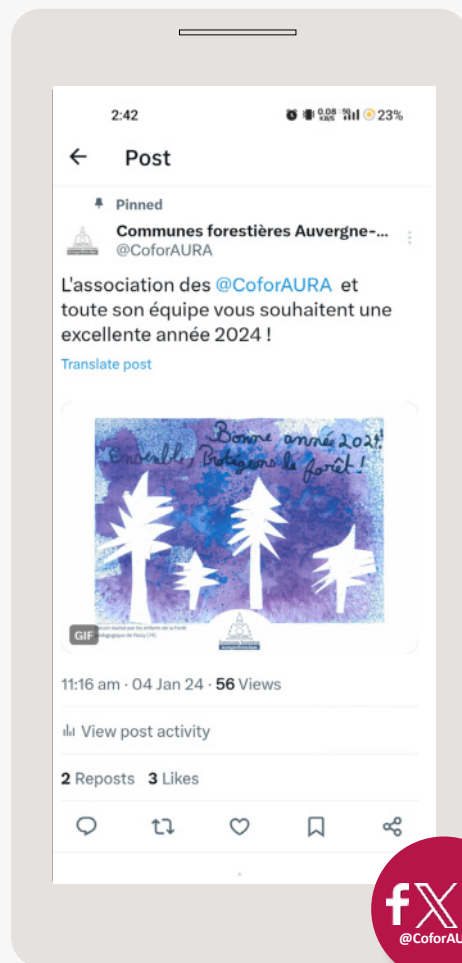 2:42
0.08 KB/S 5G 23%
Post
Pinned
Communes forestières Auvergne-...
@CoforAURA
L'association des @CoforAURA et
toute son équipe vous souhaitent une
excellente année 2024 !
Translate post
Bonne année 2024!
Ensemble, Protégeons la forêt !
GIF
11:16 am · 04 Jan 24 · 56 Views
View post activity
2 Reposts 3 Likes
@CoforAU